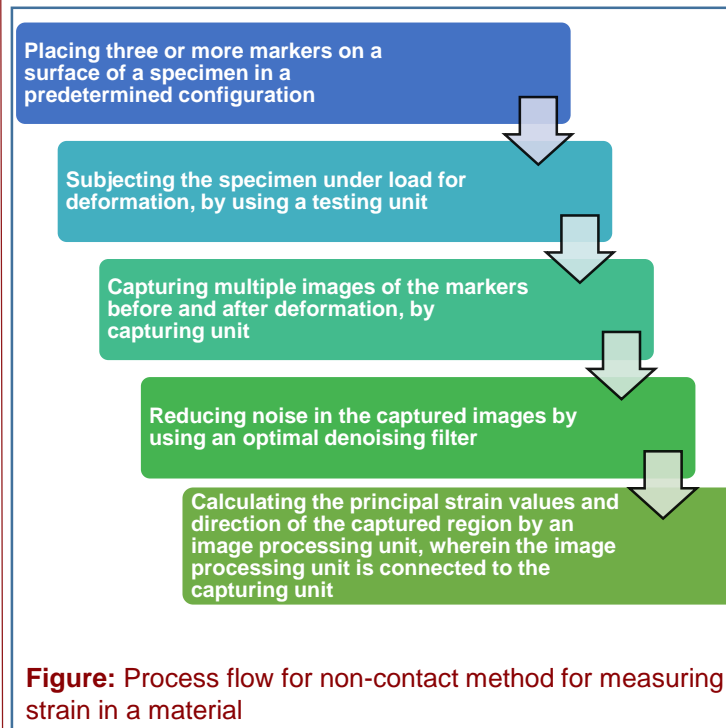 Placing three or more markers on a
surface of a specimen in a
predetermined configuration
Subjecting the specimen under load for
deformation, by using a testing unit
Capturing multiple images of the markers
before and after deformation, by
capturing unit
Reducing noise in the captured images by
using an optimal denoising filter
Calculating the principal strain values and
direction of the captured region by an
image processing unit, wherein the image
processing unit is connected to the
capturing unit
Figure: Process flow for non-contact method for measuring
strain in a material